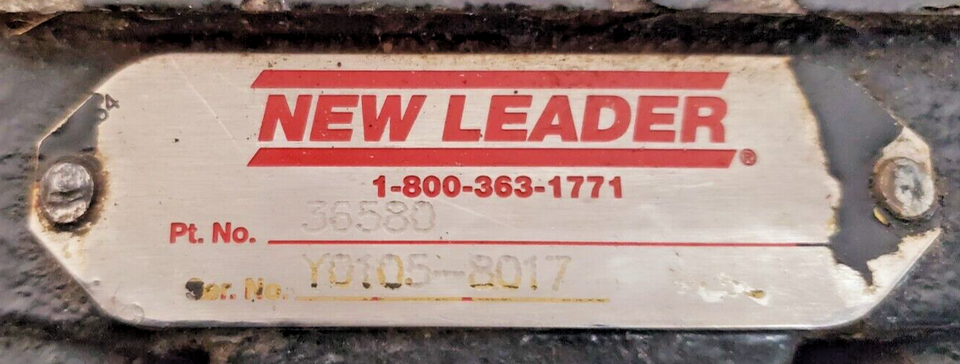 NEW LEADER®
1-800-363-1771
Pt. No. 36580
Ser. No. Y0105-8017